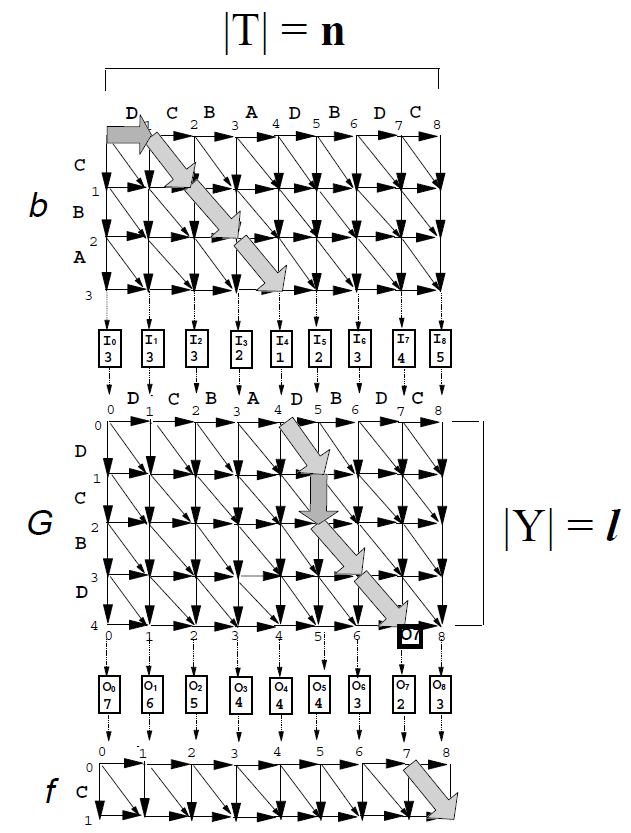 |T| = n
D C B A D B D C
1 2 3 4 5 6 7 8
C
1
b
B
2
A
3
I0 I1 I2 I3 I4 I5 I6 I7 I8
3 3 3 2 1 2 3 4 5
D C B A D B D C
0 1 2 3 4 5 6 7 8
0
D
1
C
G
2
|Y| = l
B
3
D
4
0 1 2 3 4 5 6 O7 8
O0 O1 O2 O3 O4 O5 O6 O7 O8
7 6 5 4 4 4 3 2 3
0 1 2 3 4 5 6 7 8
0
f
C
1